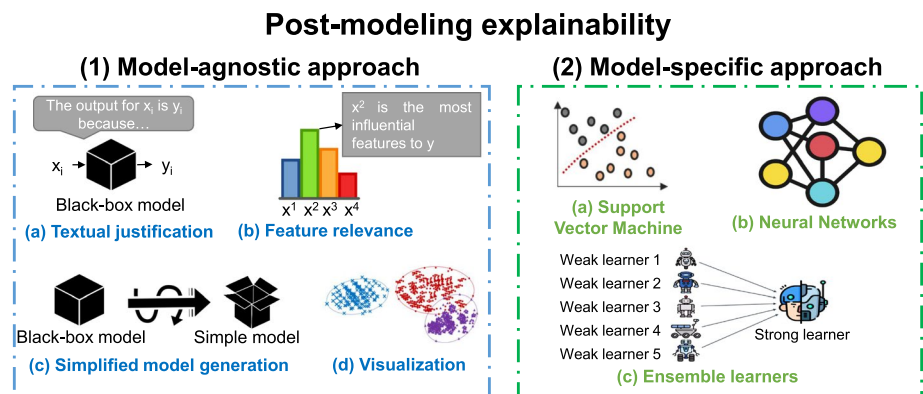 Post-modeling explainability
(1) Model-agnostic approach
The output for xᵢ is yᵢ
because…
xᵢ
yᵢ
Black-box model
(a) Textual justification
x² is the most
influential
features to y
x¹ x² x³ x⁴
(b) Feature relevance
Black-box model
Simple model
(c) Simplified model generation
(d) Visualization
(2) Model-specific approach
(a) Support
Vector Machine
(b) Neural Networks
Weak learner 1
Weak learner 2
Weak learner 3
Weak learner 4
Weak learner 5
Strong learner
(c) Ensemble learners